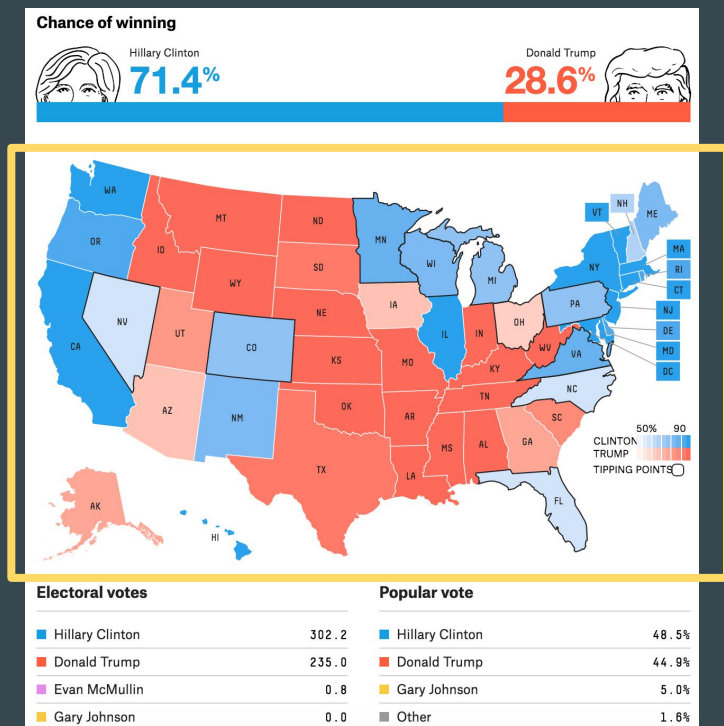 Chance of winning
Hillary Clinton
71.4%
Donald Trump
28.6%
WA
OR
CA
NV
ID
MT
WY
UT
AZ
CO
NM
ND
SD
NE
KS
OK
TX
MN
IA
MO
AR
LA
WI
IL
MI
IN
OH
KY
TN
MS
AL
GA
FL
SC
NC
VA
WV
PA
NY
VT
NH
ME
MA
RI
CT
NJ
DE
MD
DC
AK
HI
50% 90
CLINTON
TRUMP
TIPPING POINTS
Electoral votes
Hillary Clinton 302.2
Donald Trump 235.0
Evan McMullin 0.8
Gary Johnson 0.0
Popular vote
Hillary Clinton 48.5%
Donald Trump 44.9%
Gary Johnson 5.0%
Other 1.6%